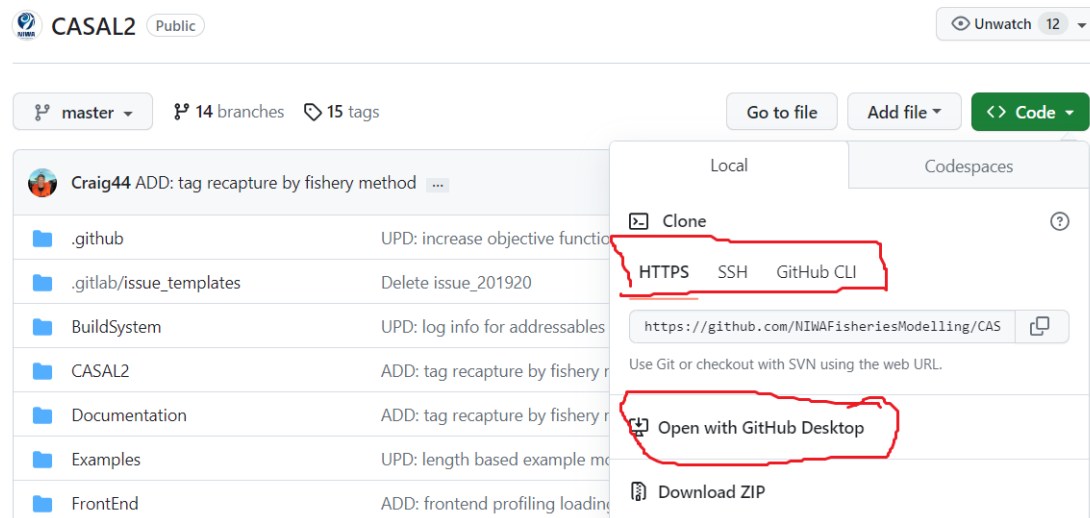 NIWA
CASAL2 Public
Unwatch 12
master 14 branches 15 tags
Go to file Add file <> Code
Local Codespaces
Craig44 ADD: tag recapture by fishery method ...
Clone ?
.github UPD: increase objective functio
HTTPS SSH GitHub CLI
.gitlab/issue_templates Delete issue_201920
BuildSystem UPD: log info for addressables
https://github.com/NIWAFisheriesModelling/CAS
Use Git or checkout with SVN using the web URL.
CASAL2 ADD: tag recapture by fishery r
Documentation ADD: tag recapture by fishery r
Open with GitHub Desktop
Examples UPD: length based example mo
Download ZIP
FrontEnd ADD: frontend profiling loading